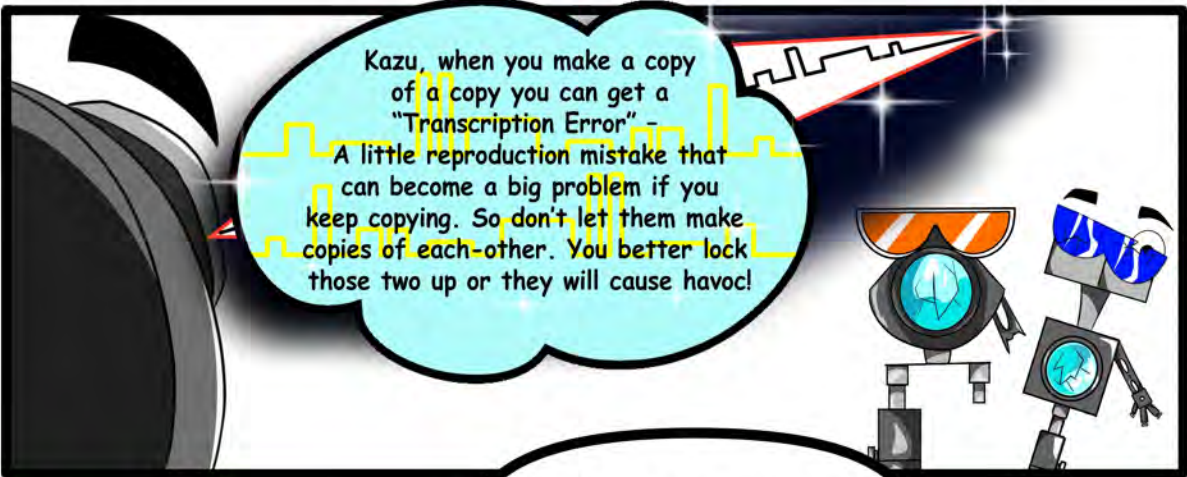 Kazu, when you make a copy
of a copy you can get a
"Transcription Error" –
A little reproduction mistake that
can become a big problem if you
keep copying. So don't let them make
copies of each-other. You better lock
those two up or they will cause havoc!